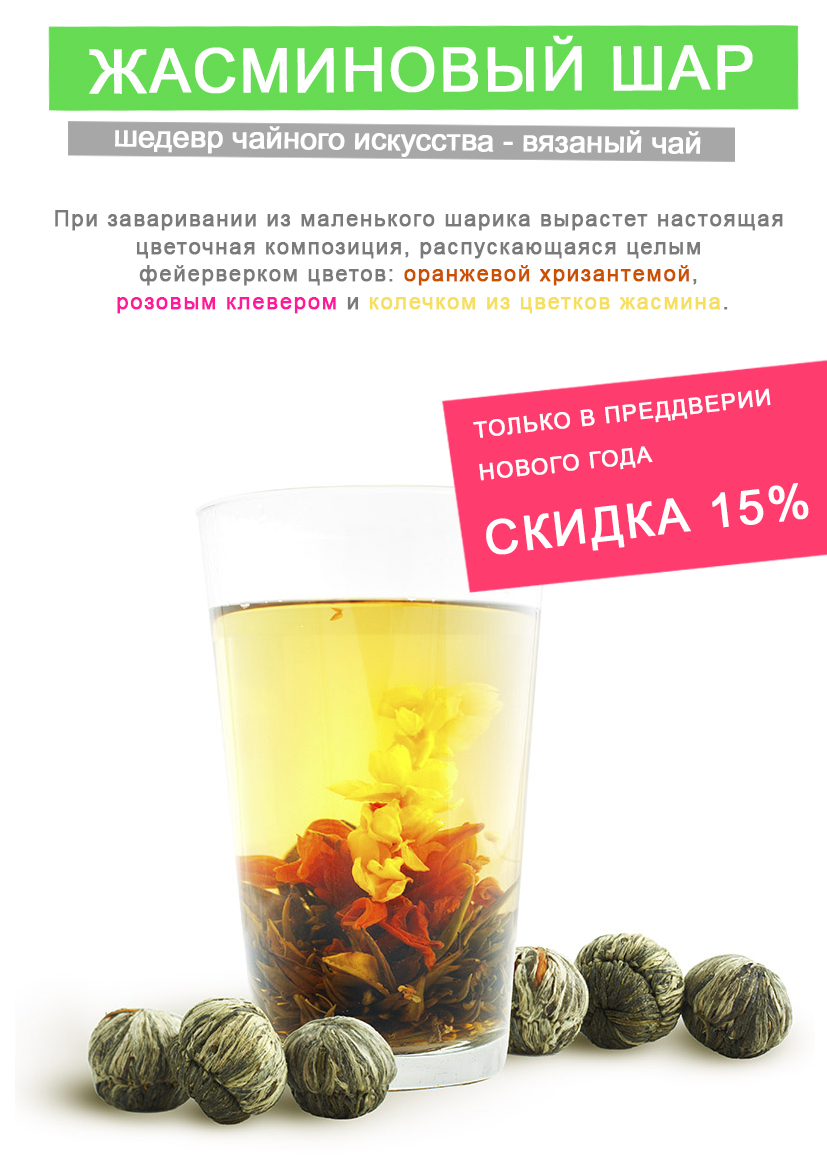 ЖАСМИНОВЫЙ ШАР
шедевр чайного искусства - вязаный чай
При заваривании из маленького шарика вырастет настоящая
цветочная композиция, распускающаяся целым
фейерверком цветов: оранжевой хризантемой,
розовым клевером и колечком из цветков жасмина.
ТОЛЬКО В ПРЕДДВЕРИИ
НОВОГО ГОДА
СКИДКА 15%